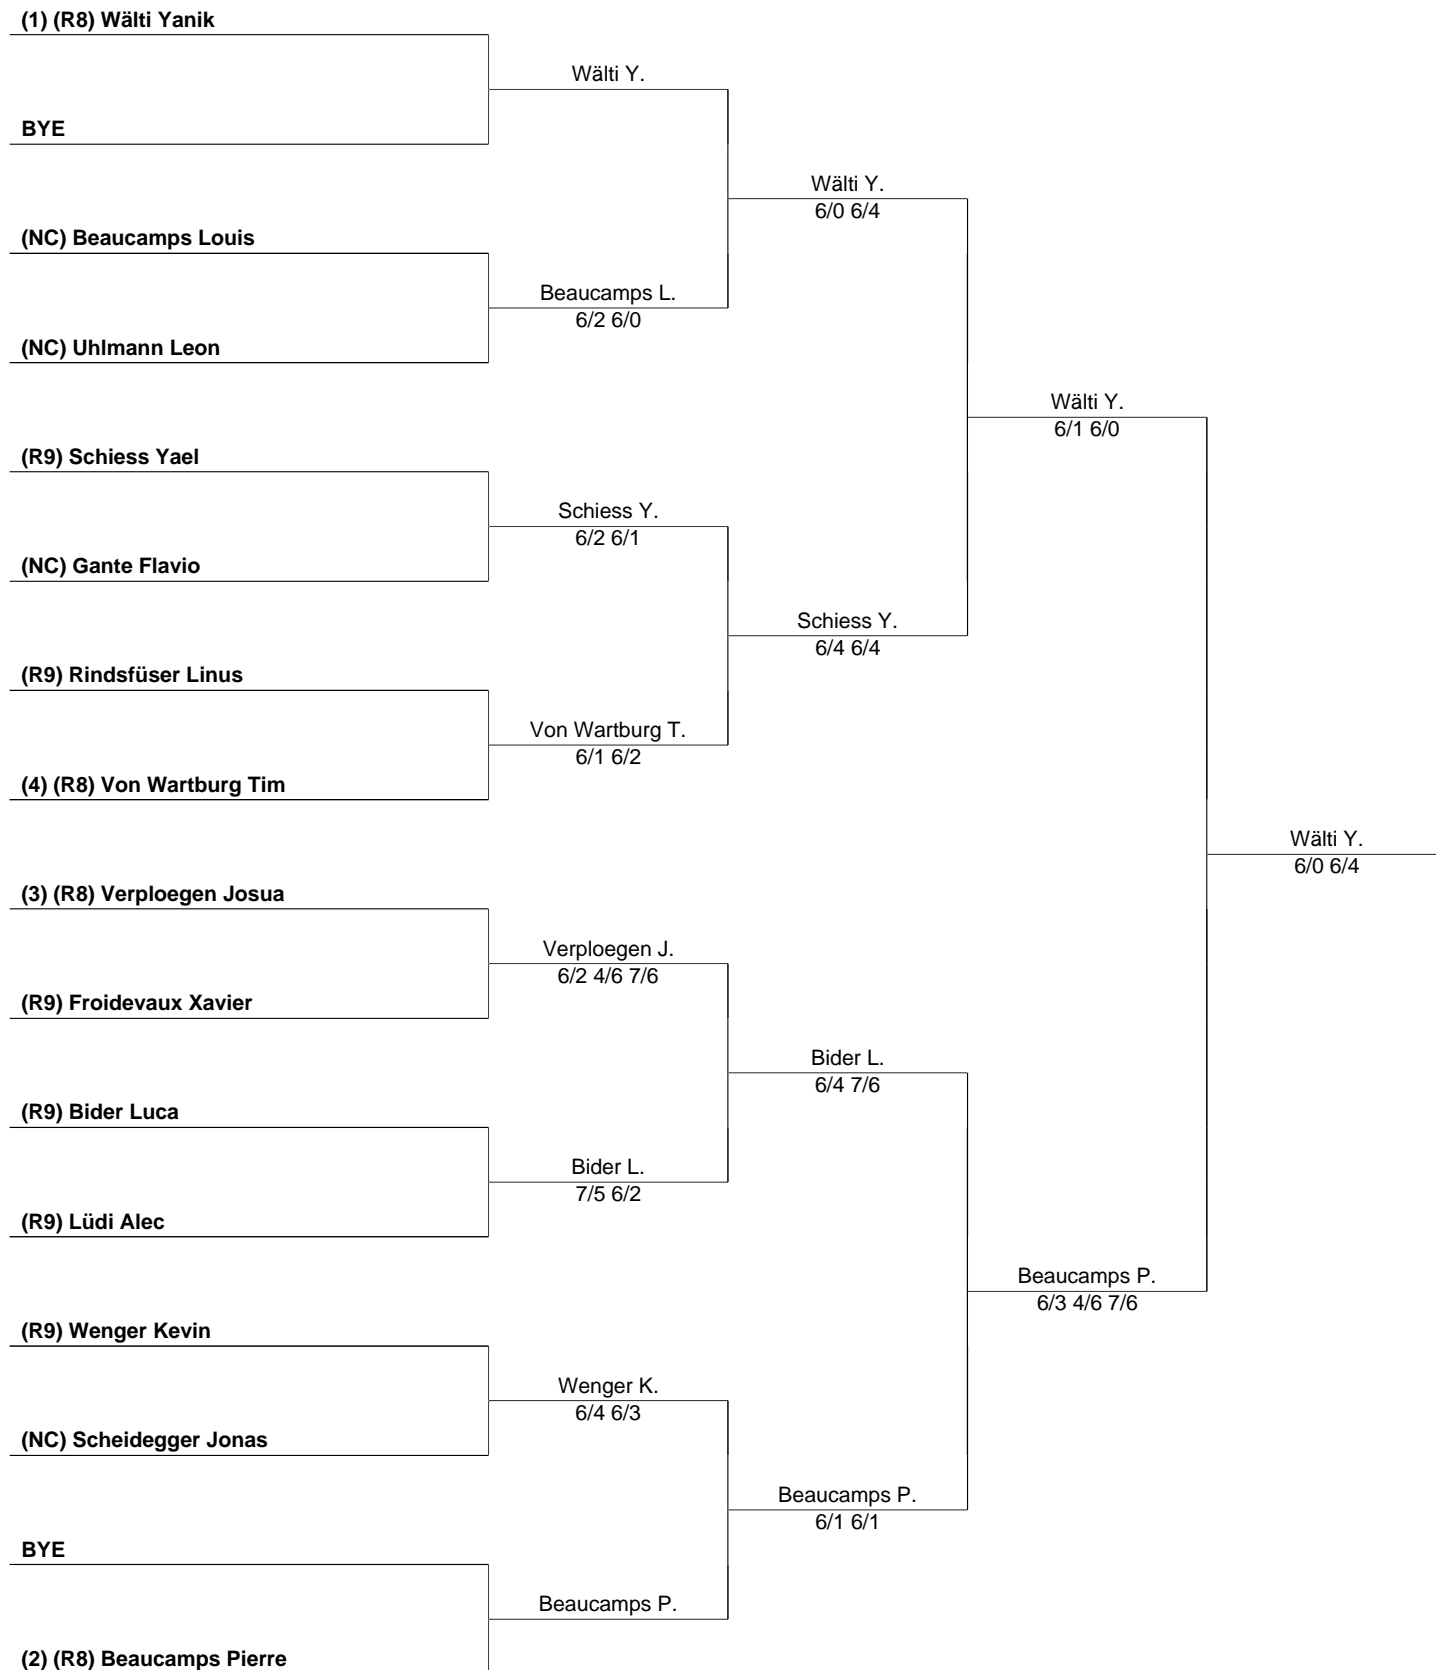 (1) (R8) Wälti Yanik
Wälti Y.
BYE
Wälti Y.
6/0 6/4
(NC) Beaucamps Louis
Beaucamps L.
6/2 6/0
(NC) Uhlmann Leon
Wälti Y.
6/1 6/0
(R9) Schiess Yael
Schiess Y.
6/2 6/1
(NC) Gante Flavio
Schiess Y.
6/4 6/4
(R9) Rindsfüser Linus
Von Wartburg T.
6/1 6/2
(4) (R8) Von Wartburg Tim
Wälti Y.
6/0 6/4
(3) (R8) Verploegen Josua
Verploegen J.
6/2 4/6 7/6
(R9) Froidevaux Xavier
Bider L.
6/4 7/6
(R9) Bider Luca
Bider L.
7/5 6/2
(R9) Lüdi Alec
Beaucamps P.
6/3 4/6 7/6
(R9) Wenger Kevin
Wenger K.
6/4 6/3
(NC) Scheidegger Jonas
Beaucamps P.
6/1 6/1
BYE
Beaucamps P.
(2) (R8) Beaucamps Pierre